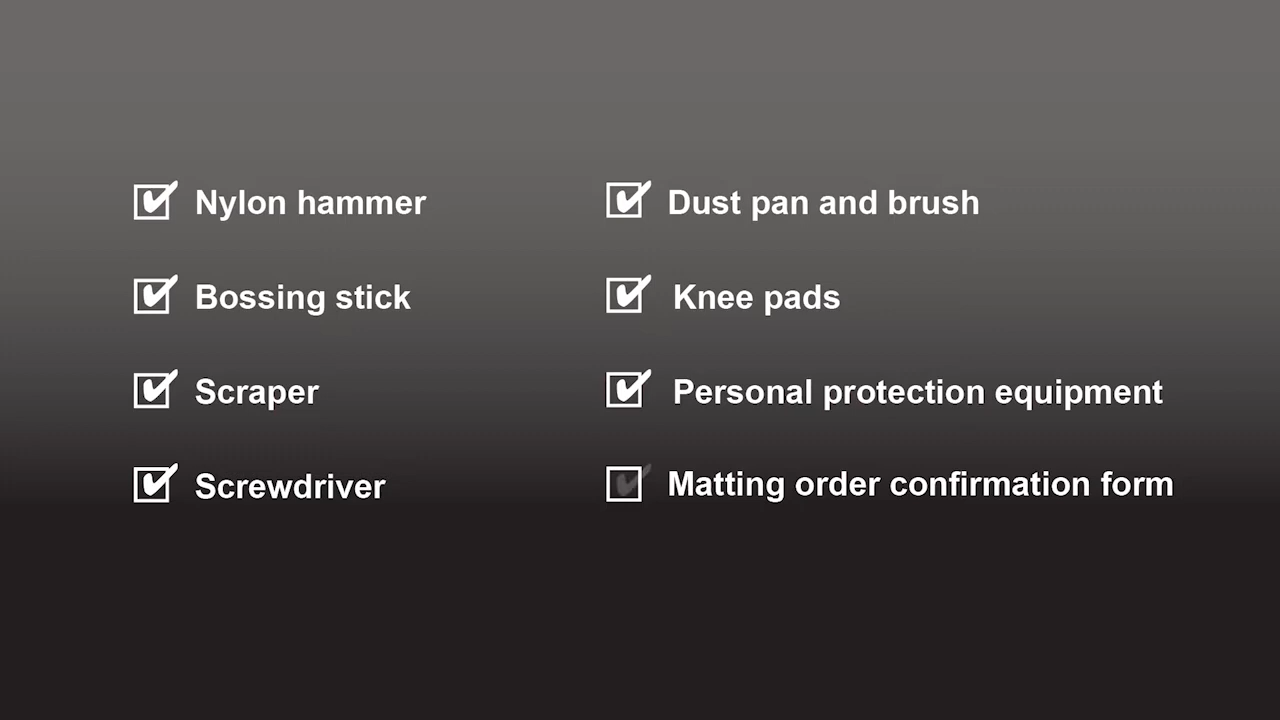 Nylon hammer
Bossing stick
Scraper
Screwdriver
Dust pan and brush
Knee pads
Personal protection equipment
Matting order confirmation form